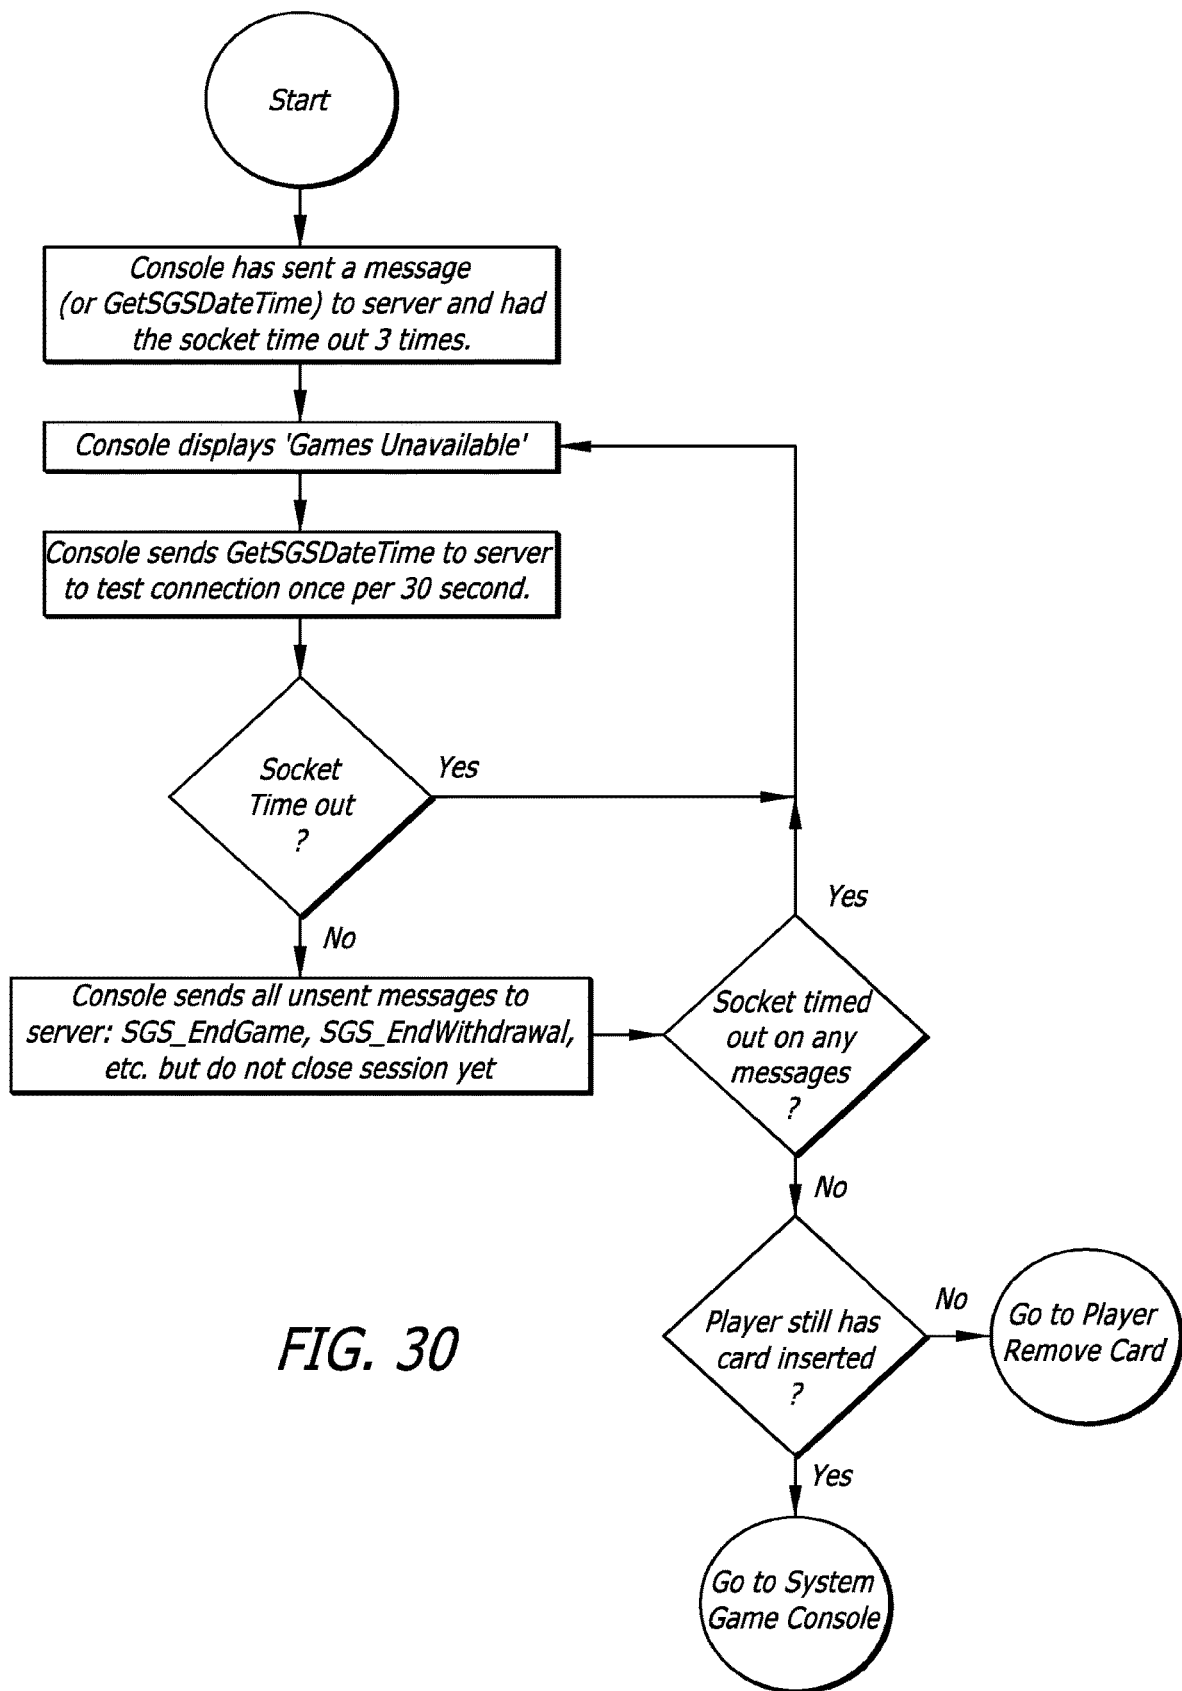 Start
Console has sent a message
(or GetSGSDateTime) to server and had
the socket time out 3 times.
Console displays 'Games Unavailable'
Console sends GetSGSDateTime to server
to test connection once per 30 second.
Socket
Time out
?
Yes
No
Console sends all unsent messages to
server: SGS_EndGame, SGS_EndWithdrawal,
etc. but do not close session yet
Yes
Socket timed
out on any
messages
?
No
Player still has
card inserted
?
No
Go to Player
Remove Card
Yes
Go to System
Game Console
FIG. 30